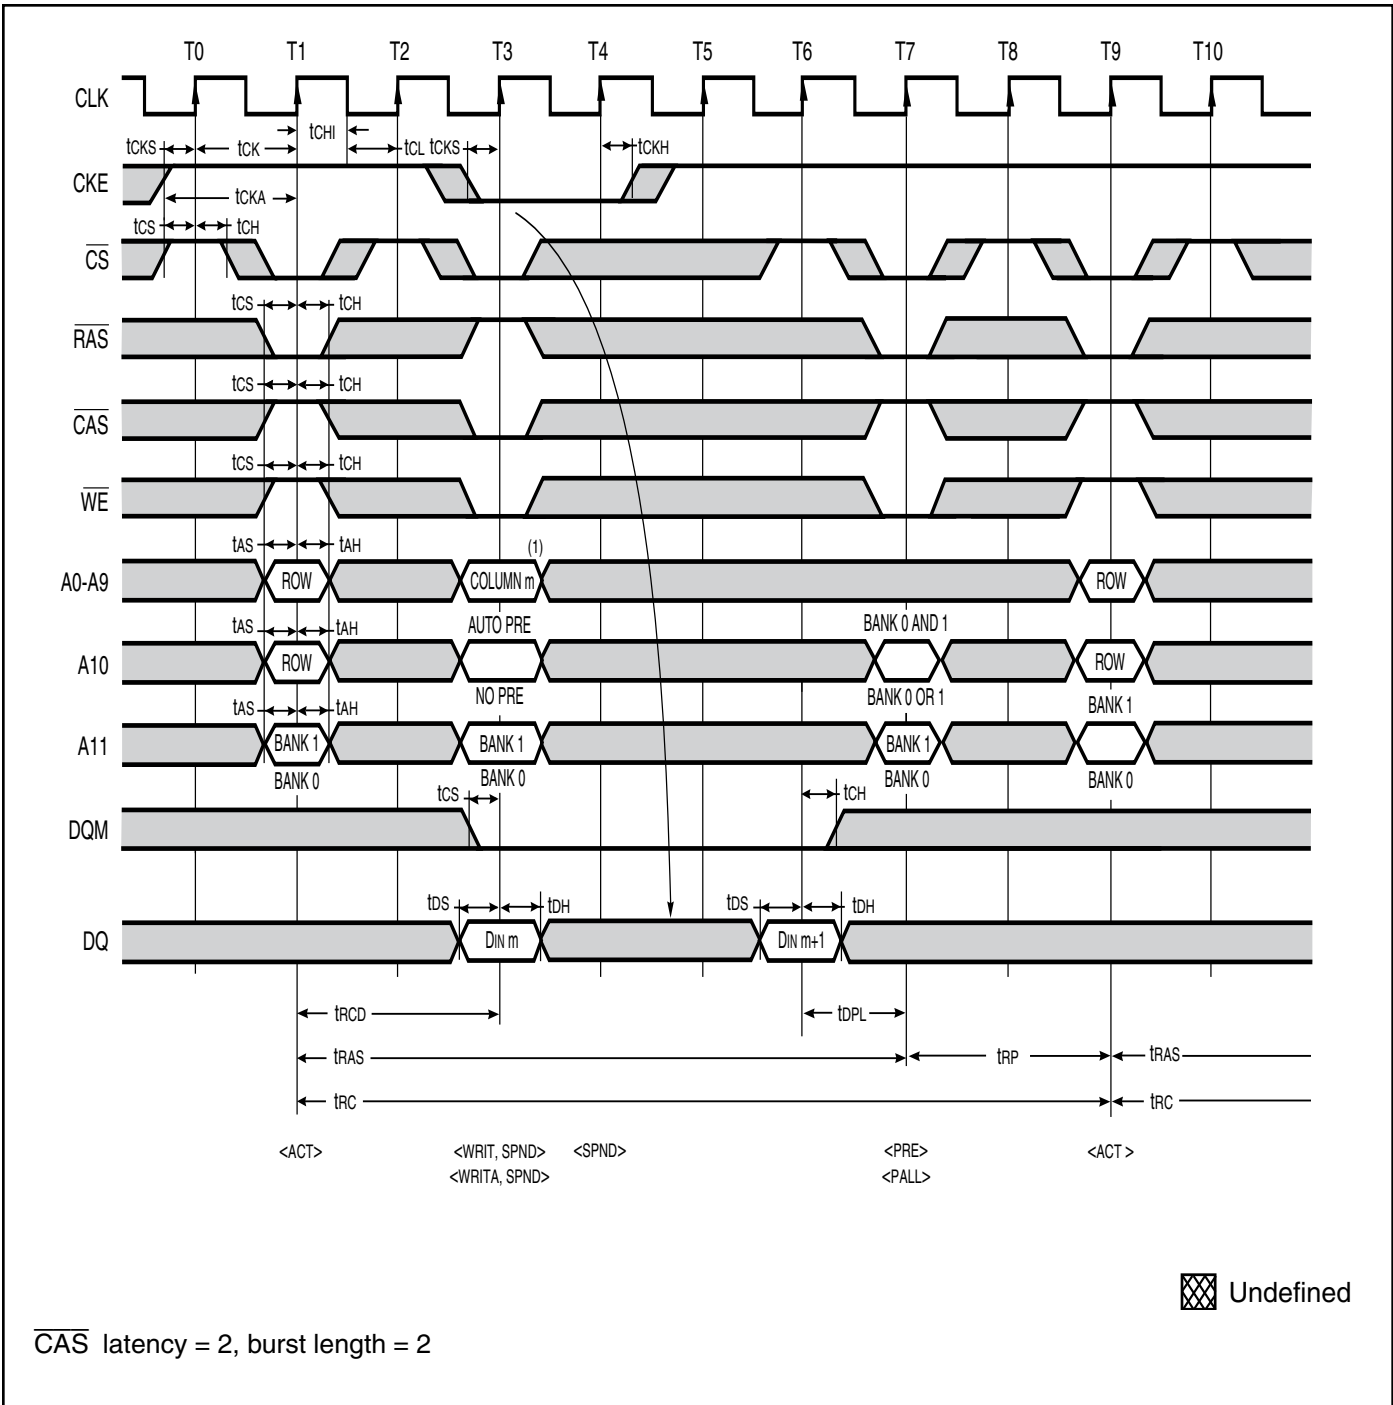 T0 T1 T2 T3 T4 T5 T6 T7 T8 T9 T10
CLK
tCHI
tCKS tCK tCL tCKS tCKH
CKE
tCKA
tCS tCH
CS
tCS tCH
RAS
tCS tCH
CAS
tCS tCH
WE
tAS tAH (1)
A0-A9 ROW COLUMN m ROW
tAS tAH AUTO PRE BANK 0 AND 1
A10 ROW ROW
NO PRE BANK 0 OR 1 BANK 1
tAS tAH
A11 BANK 1 BANK 1 BANK 1
BANK 0 BANK 0 BANK 0 BANK 0
tCS tCH
DQM
tDS tDH tDS tDH
DQ DIN m DIN m+1
tRCD tDPL
tRAS tRP tRAS
tRC tRC
<ACT> <WRIT, SPND> <SPND> <PRE> <ACT >
<WRITA, SPND> <PALL>
Undefined
CAS latency = 2, burst length = 2